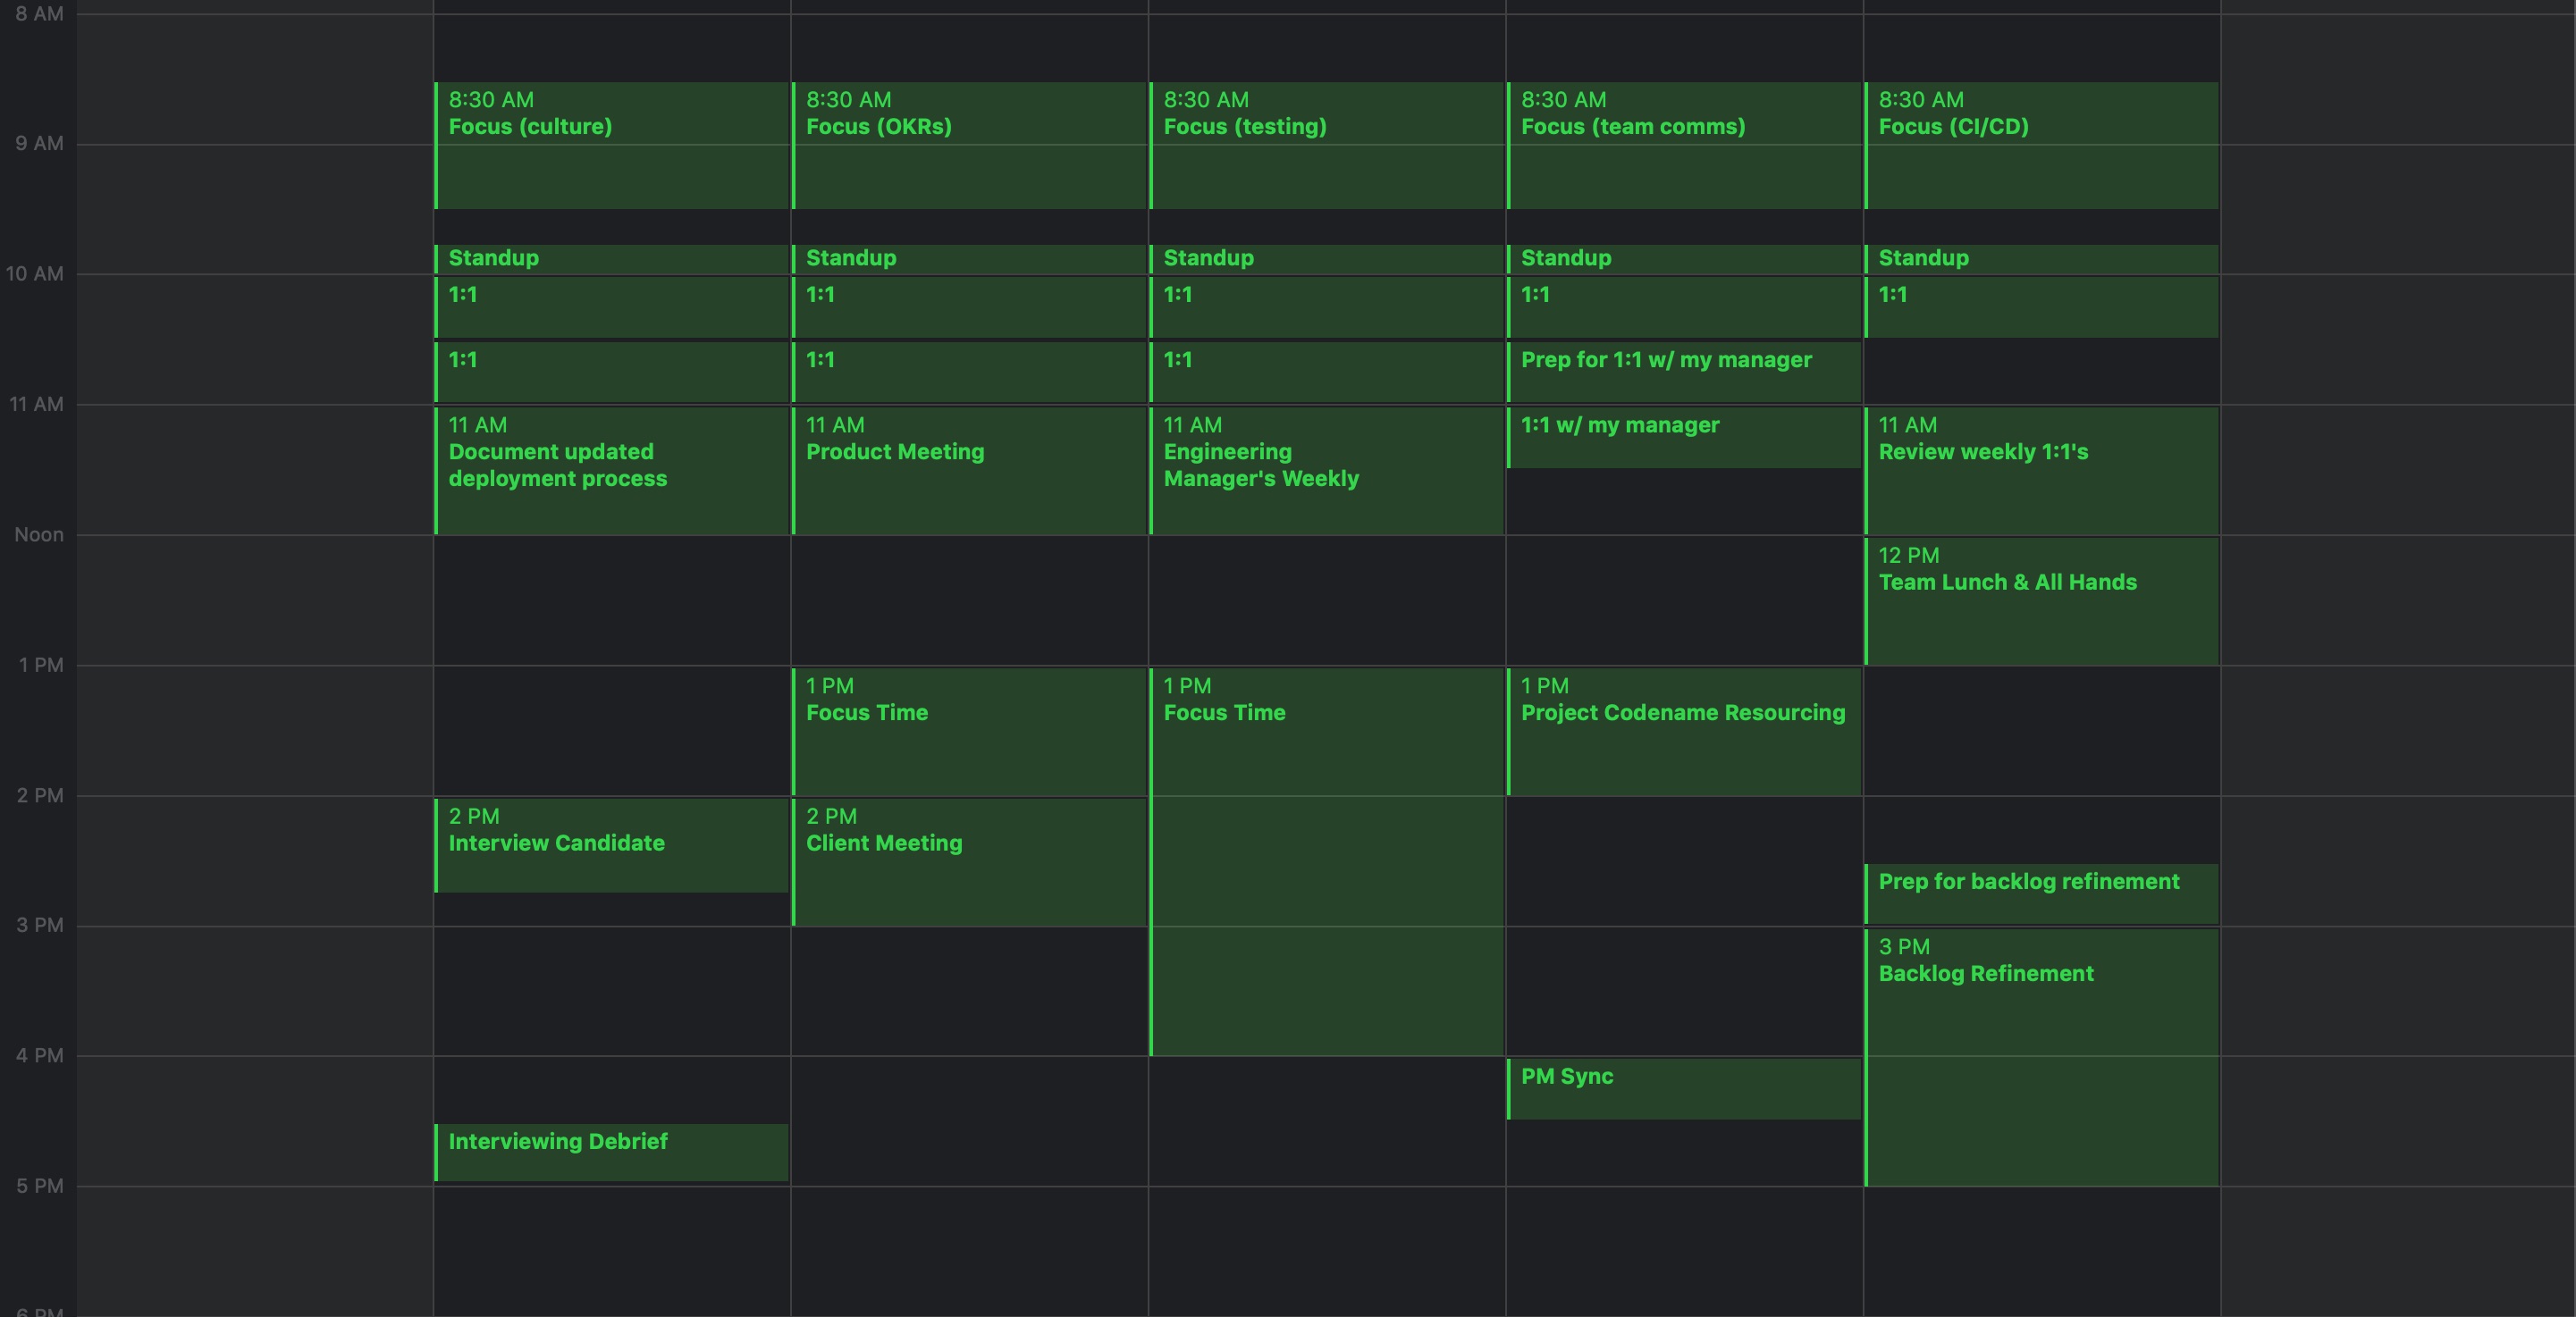 8 AM
9 AM
10 AM
11 AM
Noon
1 PM
2 PM
3 PM
4 PM
5 PM
6 PM
8:30 AM
Focus (culture)
Standup
1:1
1:1
11 AM
Document updated
deployment process
2 PM
Interview Candidate
Interviewing Debrief
8:30 AM
Focus (OKRs)
Standup
1:1
1:1
11 AM
Product Meeting
1 PM
Focus Time
2 PM
Client Meeting
8:30 AM
Focus (testing)
Standup
1:1
1:1
11 AM
Engineering
Manager's Weekly
1 PM
Focus Time
8:30 AM
Focus (team comms)
Standup
1:1
Prep for 1:1 w/ my manager
1:1 w/ my manager
1 PM
Project Codename Resourcing
PM Sync
8:30 AM
Focus (CI/CD)
Standup
1:1
11 AM
Review weekly 1:1's
12 PM
Team Lunch & All Hands
Prep for backlog refinement
3 PM
Backlog Refinement